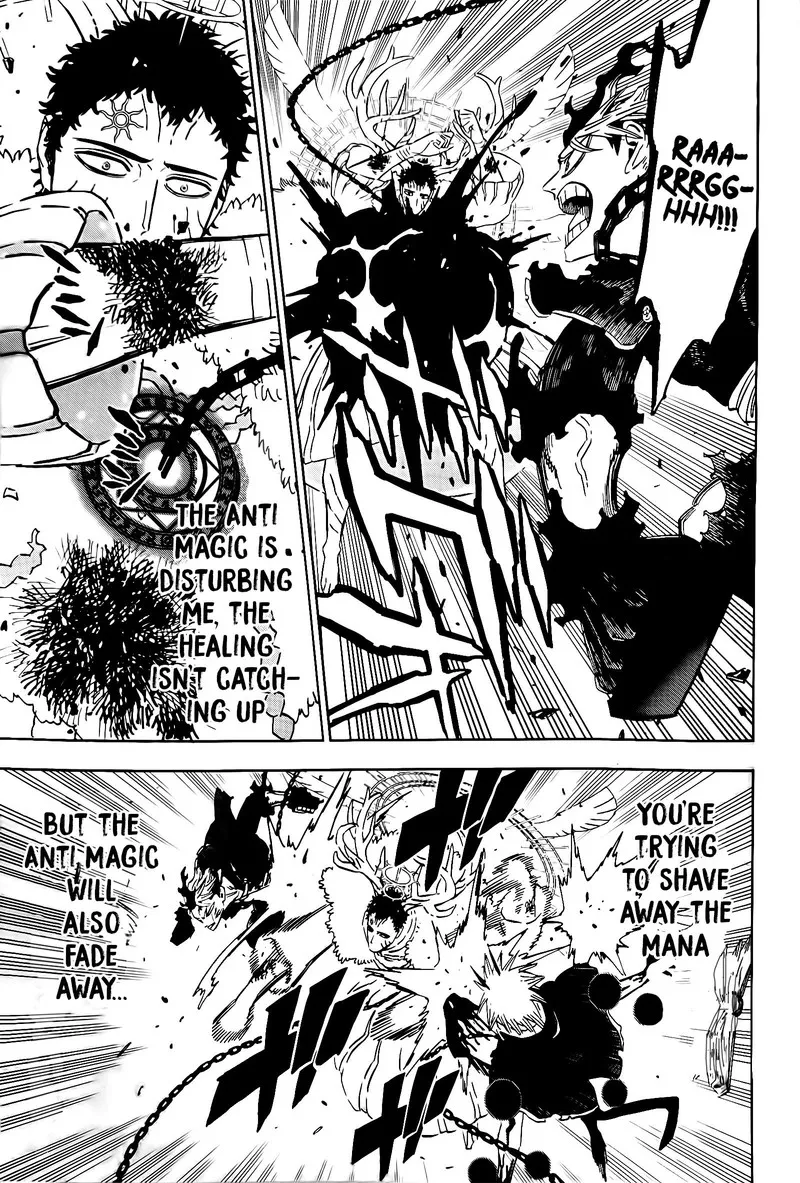 RAAA-
RRRGG-
HHH!!!
THE ANTI
MAGIC IS
DISTURBING
ME, THE
HEALING
ISN'T CATCH-
ING UP
YOU'RE
TRYING
TO SHAVE
AWAY THE
MANA
BUT THE
ANTI MAGIC
WILL
ALSO
FADE
AWAY...